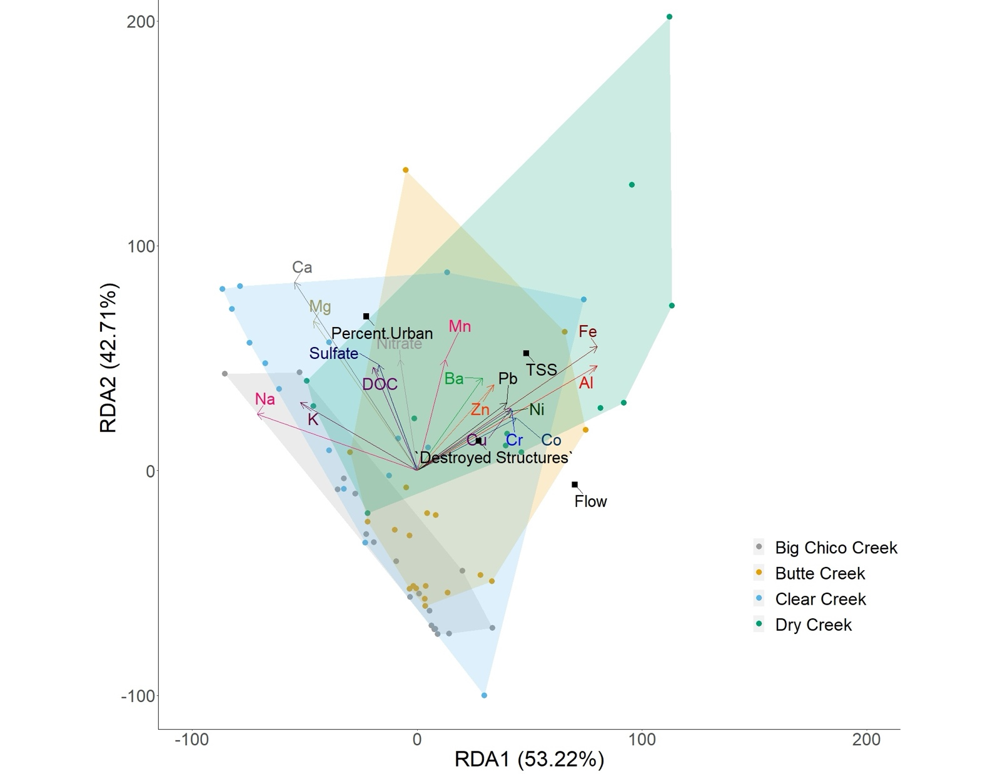 200
100
0
-100
-100
0
100
200
RDA2 (42.71%)
RDA1 (53.22%)
Ca
Mg
Percent.Urban
Nitrate
Sulfate
DOC
Na
K
Mn
Ba
Zn
Pb
TSS
Fe
Al
Ni
Cu
Cr
Co
`Destroyed Structures`
Flow
Big Chico Creek
Butte Creek
Clear Creek
Dry Creek